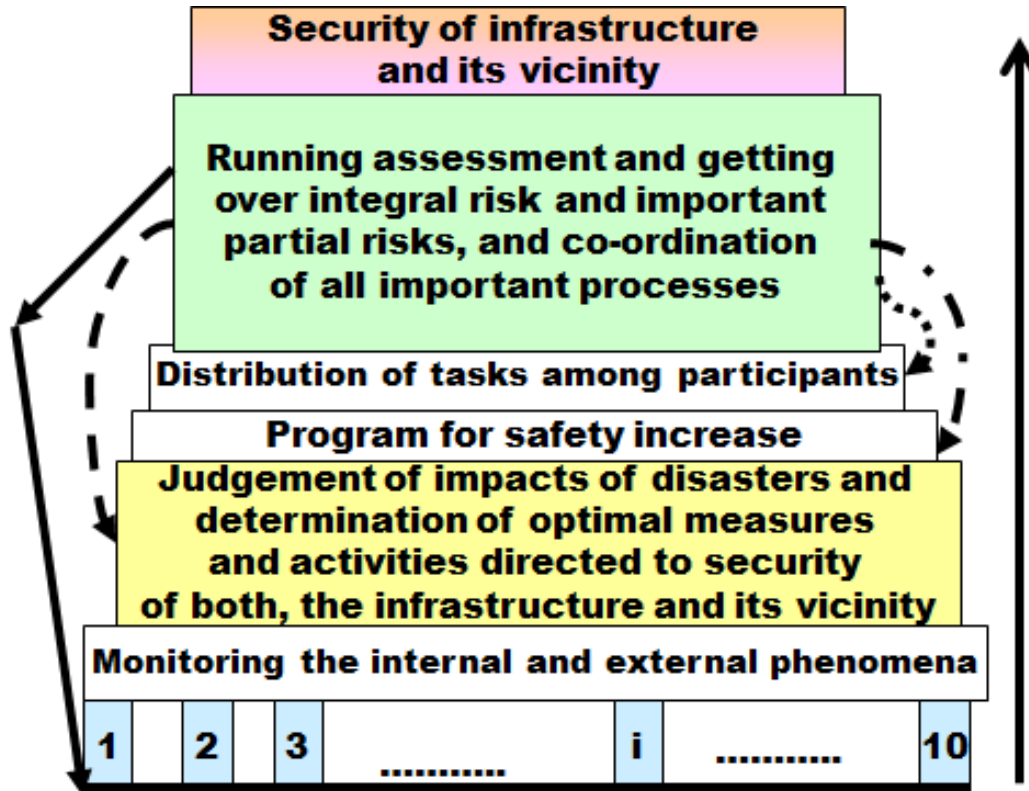 Security of infrastructure
and its vicinity
Running assessment and getting
over integral risk and important
partial risks, and co-ordination
of all important processes
Distribution of tasks among participants
Program for safety increase
Judgement of impacts of disasters and
determination of optimal measures
and activities directed to security
of both, the infrastructure and its vicinity
Monitoring the internal and external phenomena
1 2 3 ........... i ........... 10